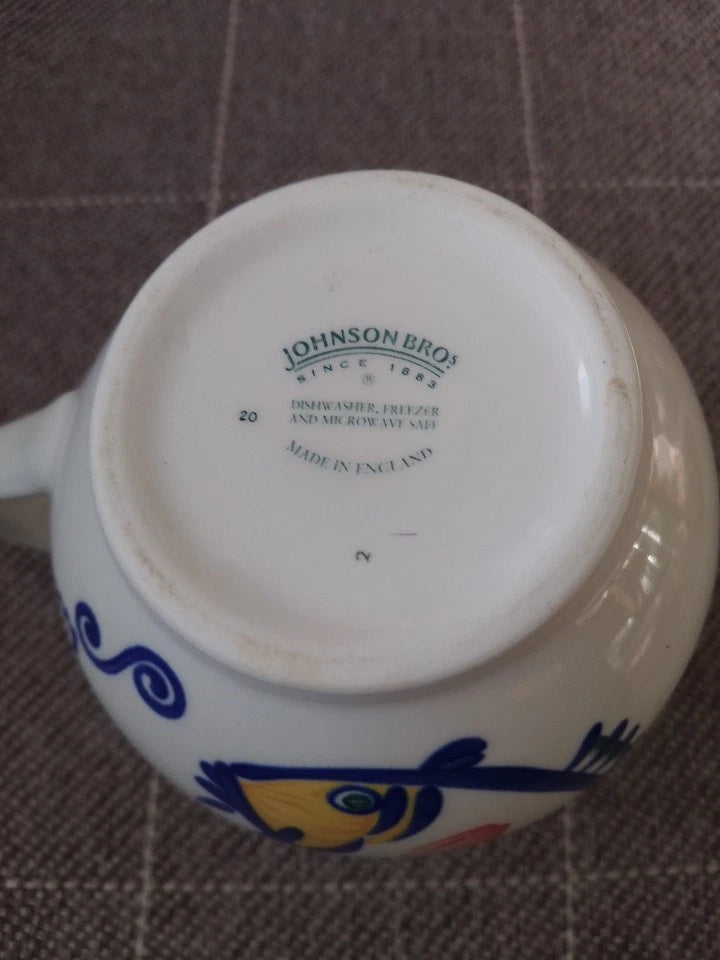 JOHNSON BROS
SINCE 1883
®
DISHWASHER, FREEZER
AND MICROWAVE SAFE
MADE IN ENGLAND
20
2